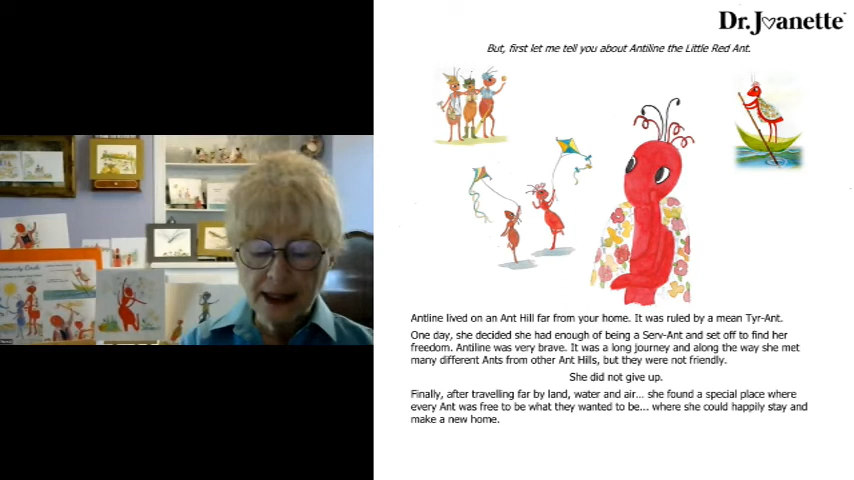 Dr.Joanette
But, first let me tell you about Antiline the Little Red Ant.
Antline lived on an Ant Hill far from your home. It was ruled by a mean Tyr-Ant.
One day, she decided she had enough of being a Serv-Ant and set off to find her
freedom. Antiline was very brave. It was a long journey and along the way she met
many different Ants from other Ant Hills, but they were not friendly.
She did not give up.
Finally, after travelling far by land, water and air... she found a special place where
every Ant was free to be what they wanted to be... where she could happily stay and
make a new home.